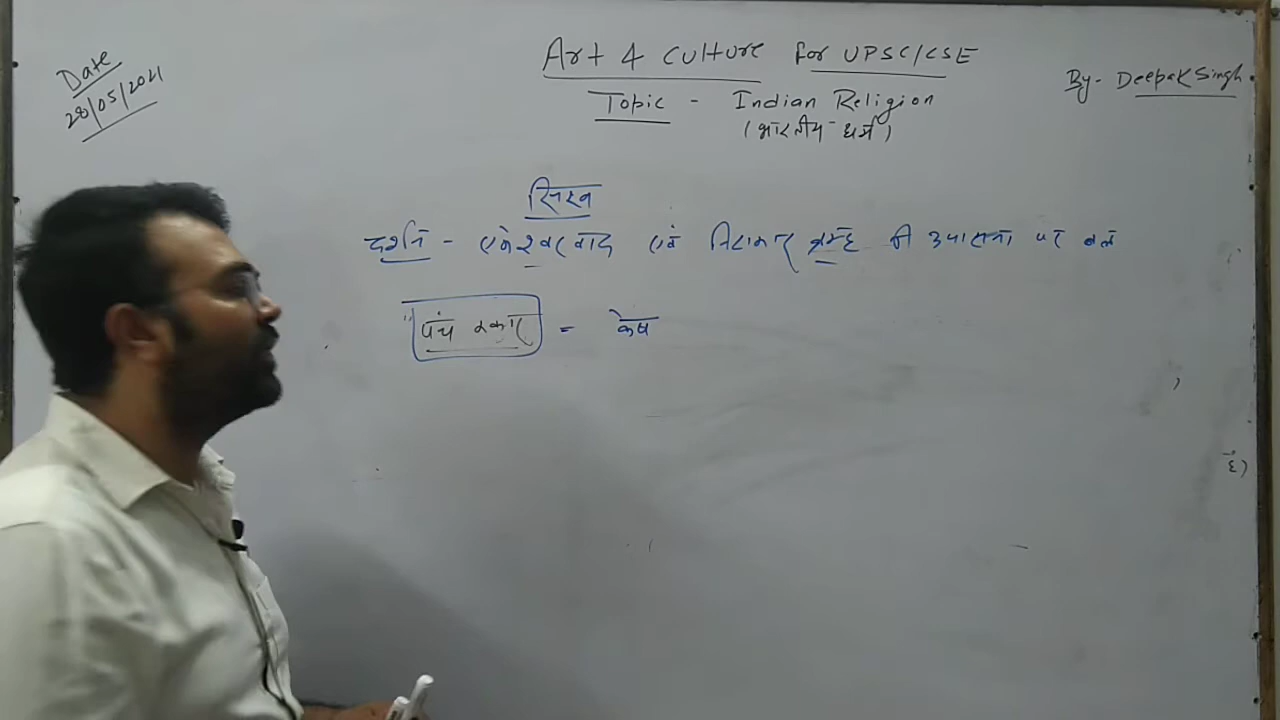 Date
28/05/2021
Art & Culture for UPSC/CSE
By- Deepak Singh
Topic - Indian Religion
(भारतीय धर्म)
सिख
दर्शन - एकेश्वरवाद एवं निराकार ब्रम्ह की उपासना पर बल
"पंच ककार = केष